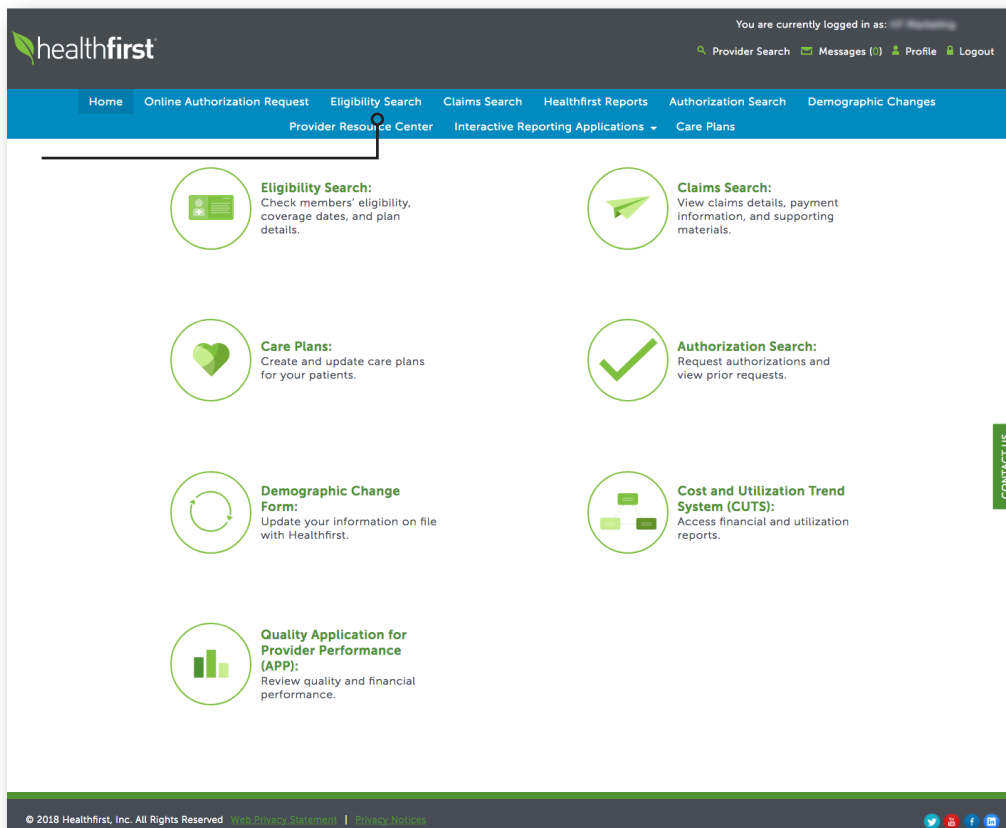 You are currently logged in as:
healthfirst
Provider Search Messages (0) Profile Logout
Home Online Authorization Request Eligibility Search Claims Search Healthfirst Reports Authorization Search Demographic Changes
Provider Resource Center Interactive Reporting Applications Care Plans
Eligibility Search:
Check members' eligibility,
coverage dates, and plan
details.
Claims Search:
View claims details, payment
information, and supporting
materials.
Care Plans:
Create and update care plans
for your patients.
Authorization Search:
Request authorizations and
view prior requests.
CONTACT US
Demographic Change
Form:
Update your information on file
with Healthfirst.
Cost and Utilization Trend
System (CUTS):
Access financial and utilization
reports.
Quality Application for
Provider Performance
(APP):
Review quality and financial
performance.
© 2018 Healthfirst, Inc. All Rights Reserved Web Privacy Statement | Privacy Notices